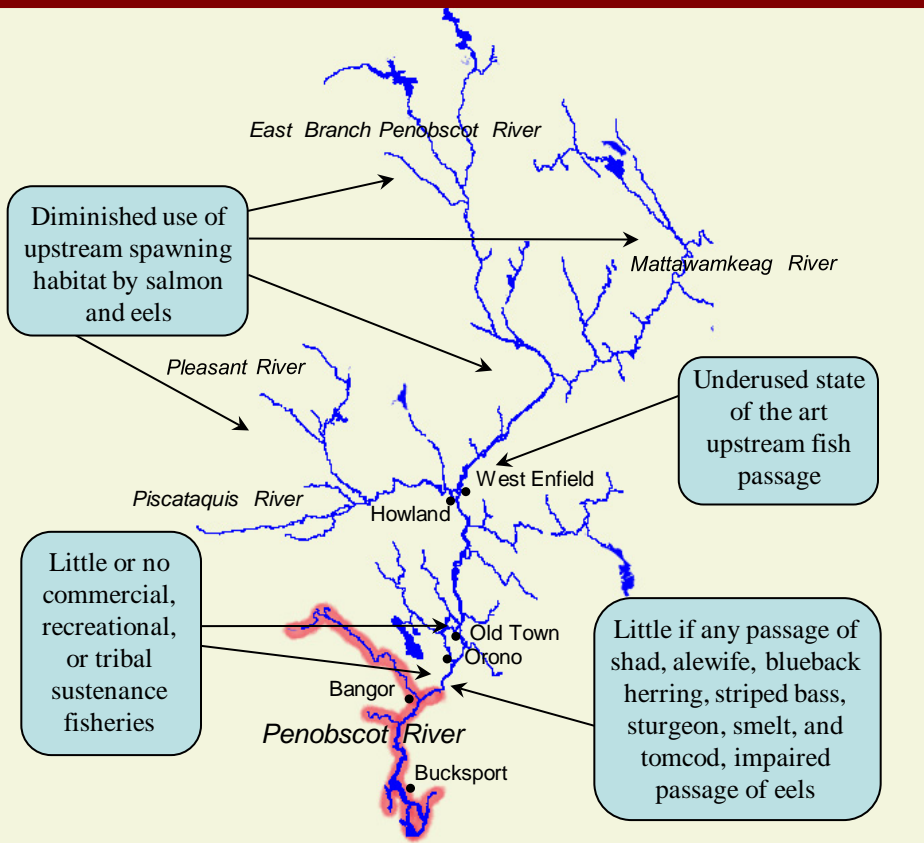 East Branch Penobscot River
Diminished use of
upstream spawning
habitat by salmon
and eels
Mattawamkeag River
Pleasant River
Underused state
of the art
upstream fish
passage
West Enfield
Piscataquis River
Howland
Little or no
commercial,
recreational,
or tribal
sustenance
fisheries
Old Town
Orono
Little if any passage of
shad, alewife, blueback
herring, striped bass,
sturgeon, smelt, and
tomcod, impaired
passage of eels
Bangor
Penobscot River
Bucksport